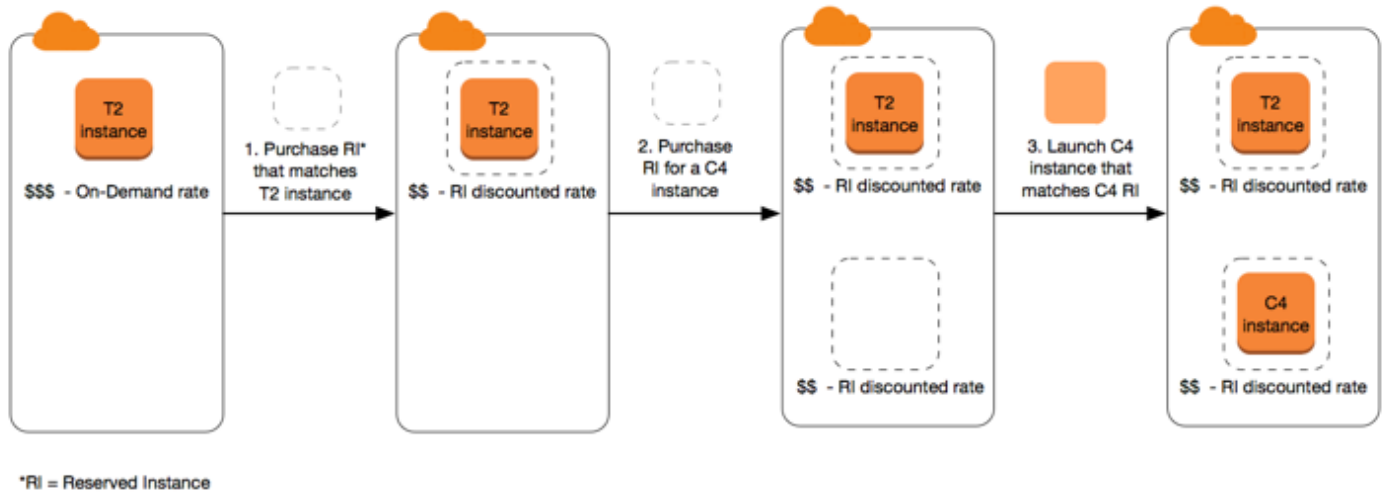 T2
instance
$$$ - On-Demand rate
1. Purchase RI*
that matches
T2 instance
T2
instance
$$ - RI discounted rate
2. Purchase
RI for a C4
instance
T2
instance
$$ - RI discounted rate
$$ - RI discounted rate
3. Launch C4
instance that
matches C4 RI
T2
instance
$$ - RI discounted rate
C4
instance
$$ - RI discounted rate
*RI = Reserved Instance